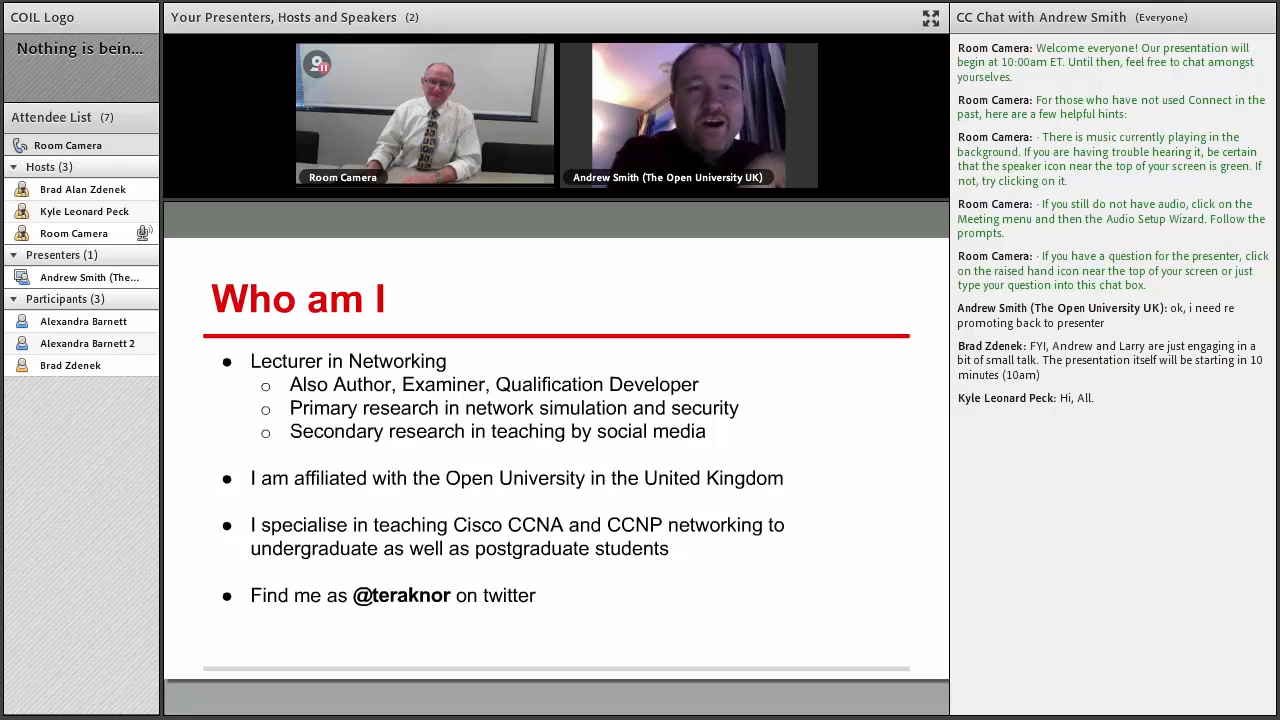 COIL Logo
Nothing is bein...
Attendee List (7)
Room Camera
Hosts (3)
Brad Alan Zdenek
Kyle Leonard Peck
Room Camera
Presenters (1)
Andrew Smith (The...
Participants (3)
Alexandra Barnett
Alexandra Barnett 2
Brad Zdenek
Your Presenters, Hosts and Speakers (2)
Room Camera
Andrew Smith (The Open University UK)
Who am I
● Lecturer in Networking
○ Also Author, Examiner, Qualification Developer
○ Primary research in network simulation and security
○ Secondary research in teaching by social media
● I am affiliated with the Open University in the United Kingdom
● I specialise in teaching Cisco CCNA and CCNP networking to
undergraduate as well as postgraduate students
● Find me as @teraknor on twitter
CC Chat with Andrew Smith (Everyone)
Room Camera: Welcome everyone! Our presentation will
begin at 10:00am ET. Until then, feel free to chat amongst
yourselves.
Room Camera: For those who have not used Connect in the
past, here are a few helpful hints:
Room Camera: · There is music currently playing in the
background. If you are having trouble hearing it, be certain
that the speaker icon near the top of your screen is green. If
not, try clicking on it.
Room Camera: · If you still do not have audio, click on the
Meeting menu and then the Audio Setup Wizard. Follow the
prompts.
Room Camera: · If you have a question for the presenter, click
on the raised hand icon near the top of your screen or just
type your question into this chat box.
Andrew Smith (The Open University UK): ok, i need re
promoting back to presenter
Brad Zdenek: FYI, Andrew and Larry are just engaging in a
bit of small talk. The presentation itself will be starting in 10
minutes (10am)
Kyle Leonard Peck: Hi, All.